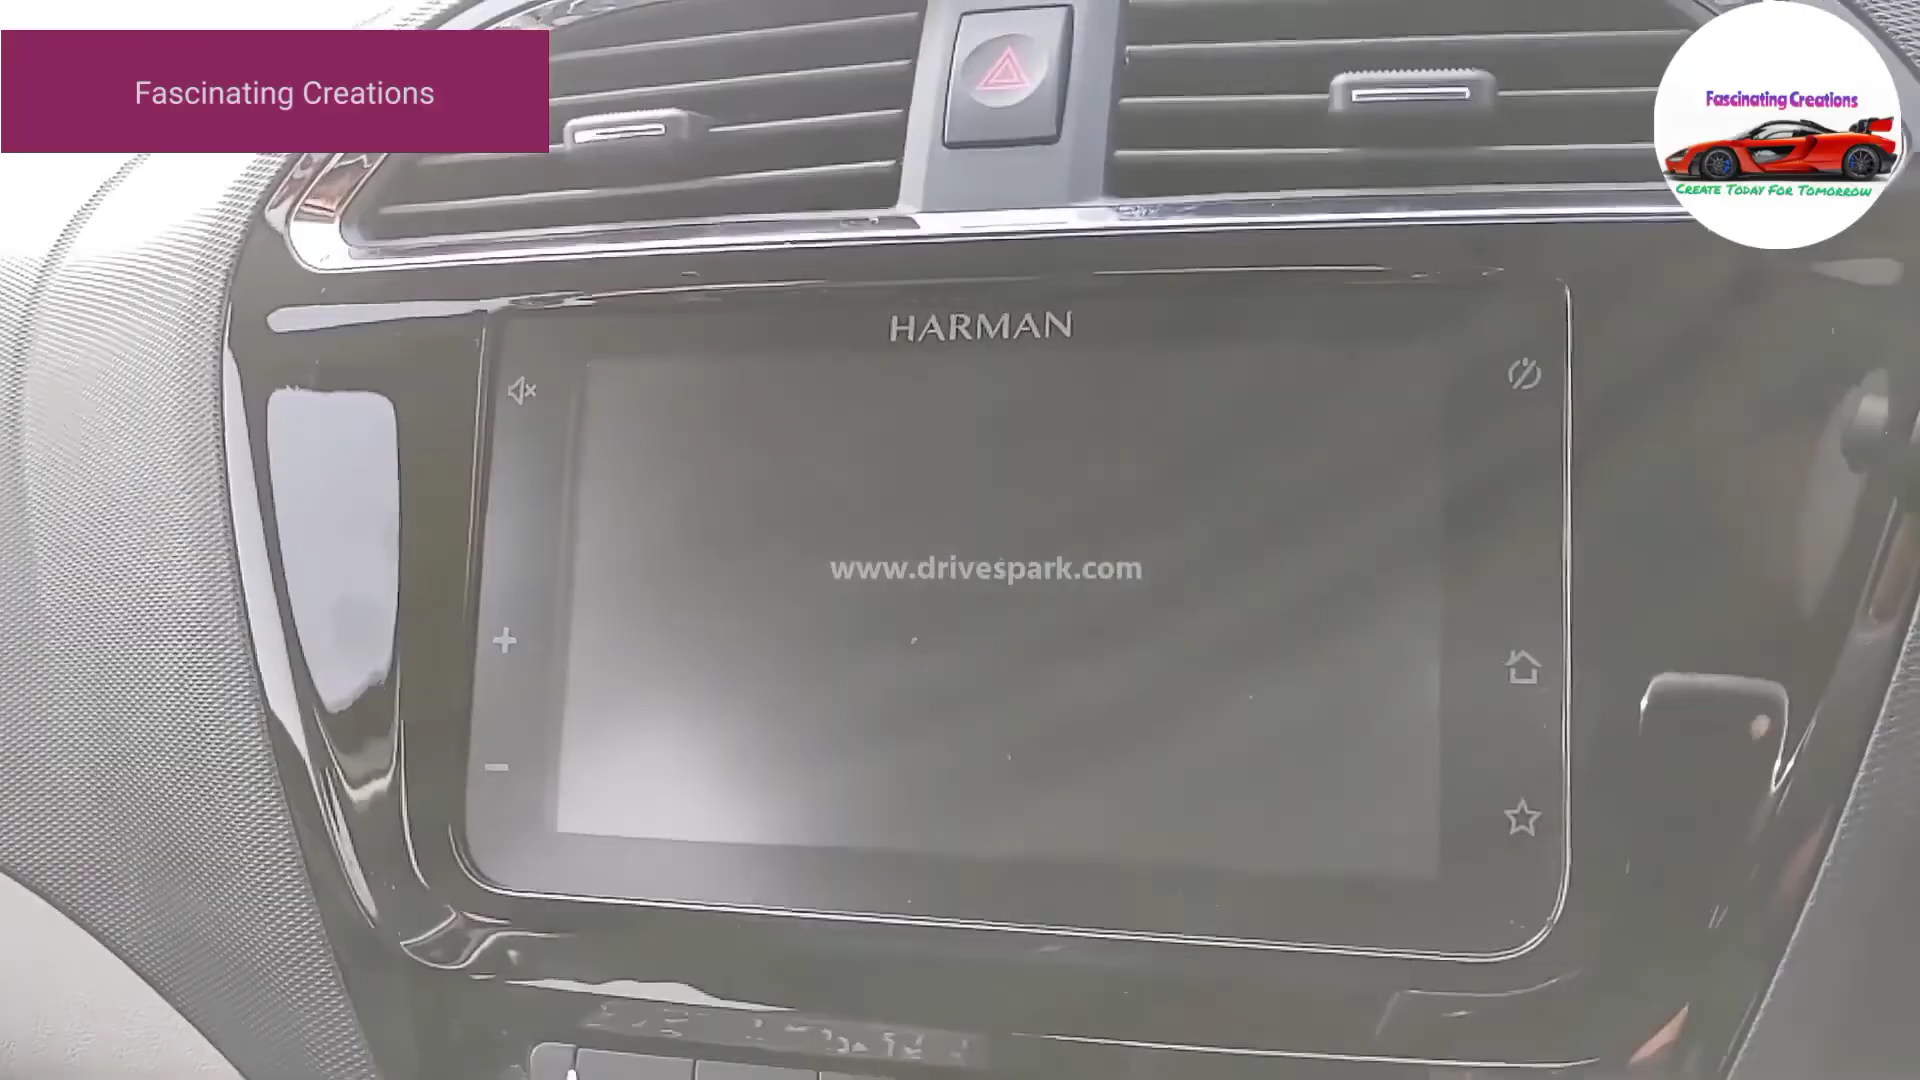 Fascinating Creations
Fascinating Creations
CREATE TODAY FOR TOMORROW
HARMAN
www.drivespark.com